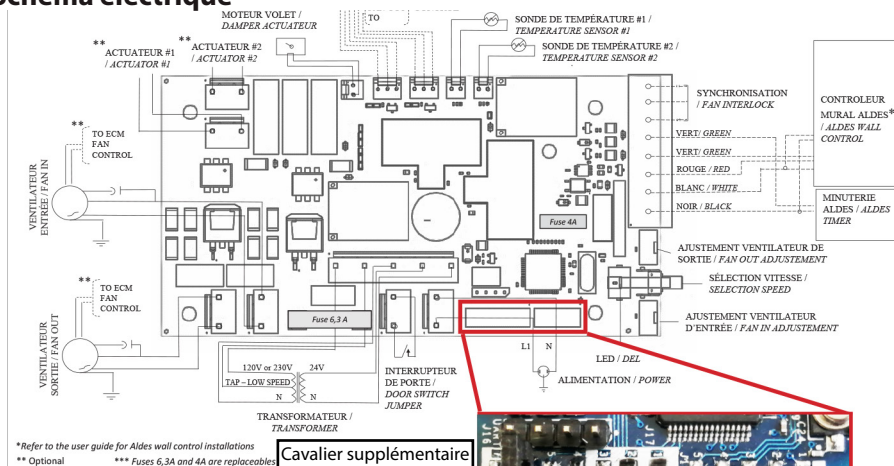 Schéma électrique
MOTEUR VOLET /
DAMPER ACTUATEUR
TO
SONDE DE TEMPÉRATURE #1 /
TEMPERATURE SENSOR #1
SONDE DE TEMPÉRATURE #2 /
TEMPERATURE SENSOR #2
** ACTUATEUR #1
/ ACTUATOR #1
** ACTUATEUR #2
/ ACTUATOR #2
SYNCHRONISATION
/ FAN INTERLOCK
CONTROLEUR
MURAL ALDES*
/ ALDES WALL
CONTROL
** TO ECM
FAN
CONTROL
VERT/ GREEN
VERT/ GREEN
ROUGE / RED
BLANC / WHITE
NOIR / BLACK
MINUTERIE
ALDES / ALDES
TIMER
VENTILATEUR
ENTRÉE / FAN IN
Fuse 4A
AJUSTEMENT VENTILATEUR DE
SORTIE / FAN OUT ADJUSTEMENT
SÉLECTION VITESSE /
SELECTION SPEED
** TO ECM
FAN
CONTROL
Fuse 6,3 A
AJUSTEMENT VENTILATEUR
D'ENTRÉE / FAN IN ADJUSTEMENT
VENTILATEUR
SORTIE / FAN OUT
L1 N
LED / DEL
120V or 230V 24V
TAP – LOW SPEED
N N
INTERRUPTEUR
DE PORTE /
DOOR SWITCH
JUMPER
ALIMENTATION / POWER
TRANSFORMATEUR /
TRANSFORMER
*Refer to the user guide for Aldes wall control installations
** Optional *** Fuses 6,3A and 4A are replaceables
Cavalier supplémentaire
J16
J17